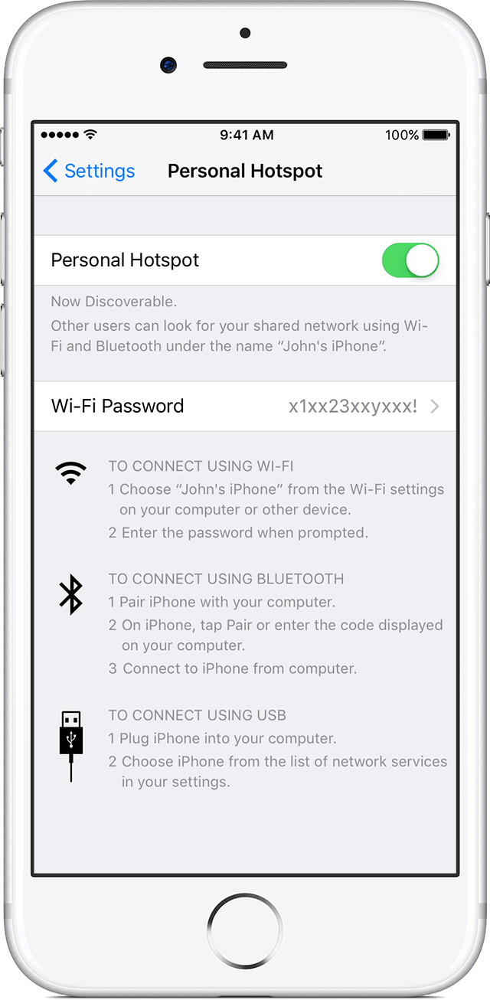 9:41 AM 100%
Settings Personal Hotspot
Personal Hotspot
Now Discoverable.
Other users can look for your shared network using Wi-
Fi and Bluetooth under the name “John's iPhone”.
Wi-Fi Password x1xx23xxyxxx!
TO CONNECT USING WI-FI
1 Choose “John's iPhone” from the Wi-Fi settings
on your computer or other device.
2 Enter the password when prompted.
TO CONNECT USING BLUETOOTH
1 Pair iPhone with your computer.
2 On iPhone, tap Pair or enter the code displayed
on your computer.
3 Connect to iPhone from computer.
TO CONNECT USING USB
1 Plug iPhone into your computer.
2 Choose iPhone from the list of network services
in your settings.